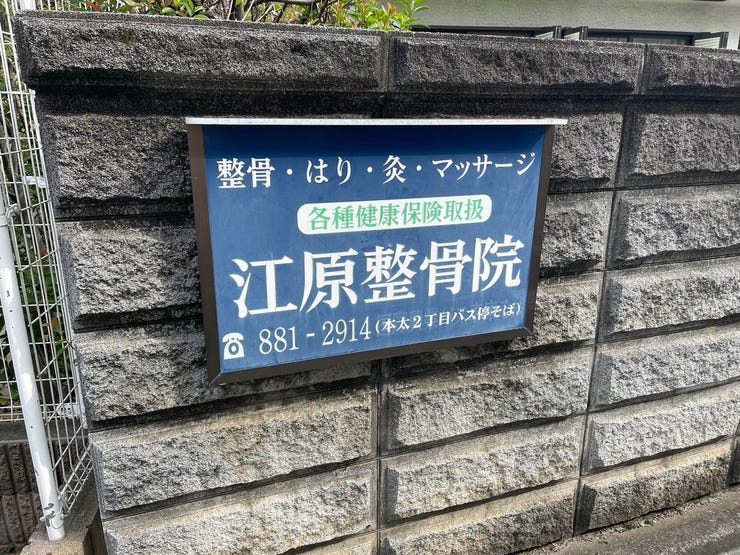 整骨・はり・灸・マッサージ
各種健康保険取扱
江原整骨院
☎ 881-2914(本太2丁目バス停そば)